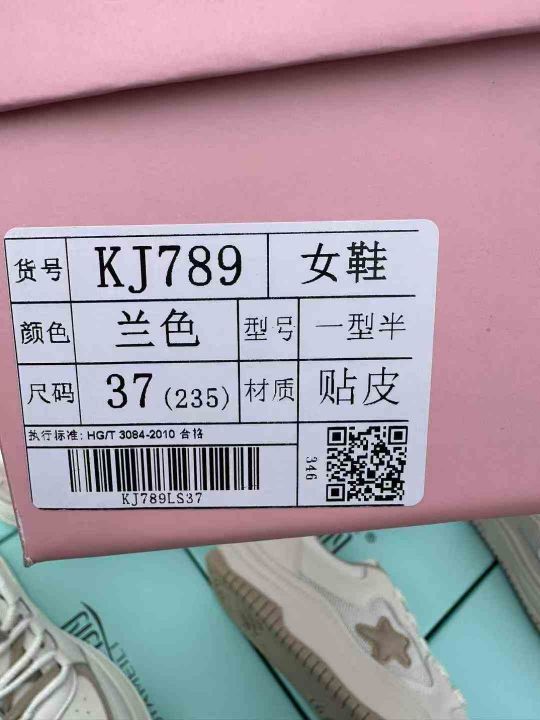 货号 KJ789 女鞋
颜色 兰色 型号 一型半
尺码 37 (235) 材质 贴皮
执行标准: HG/T 3084-2010 合格
KJ789LS37
346